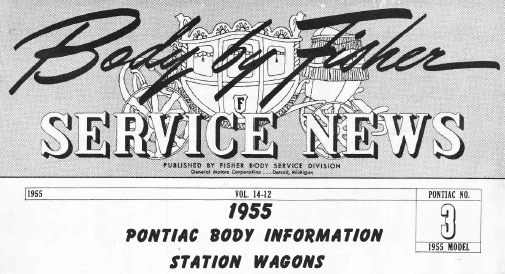 Body by Fisher
F
SERVICE NEWS
PUBLISHED BY FISHER BODY SERVICE DIVISION
General Motors Corporation . . . Detroit, Michigan
1955 VOL. 14-12 PONTIAC NO.
3
1955 MODEL
1955
PONTIAC BODY INFORMATION
STATION WAGONS